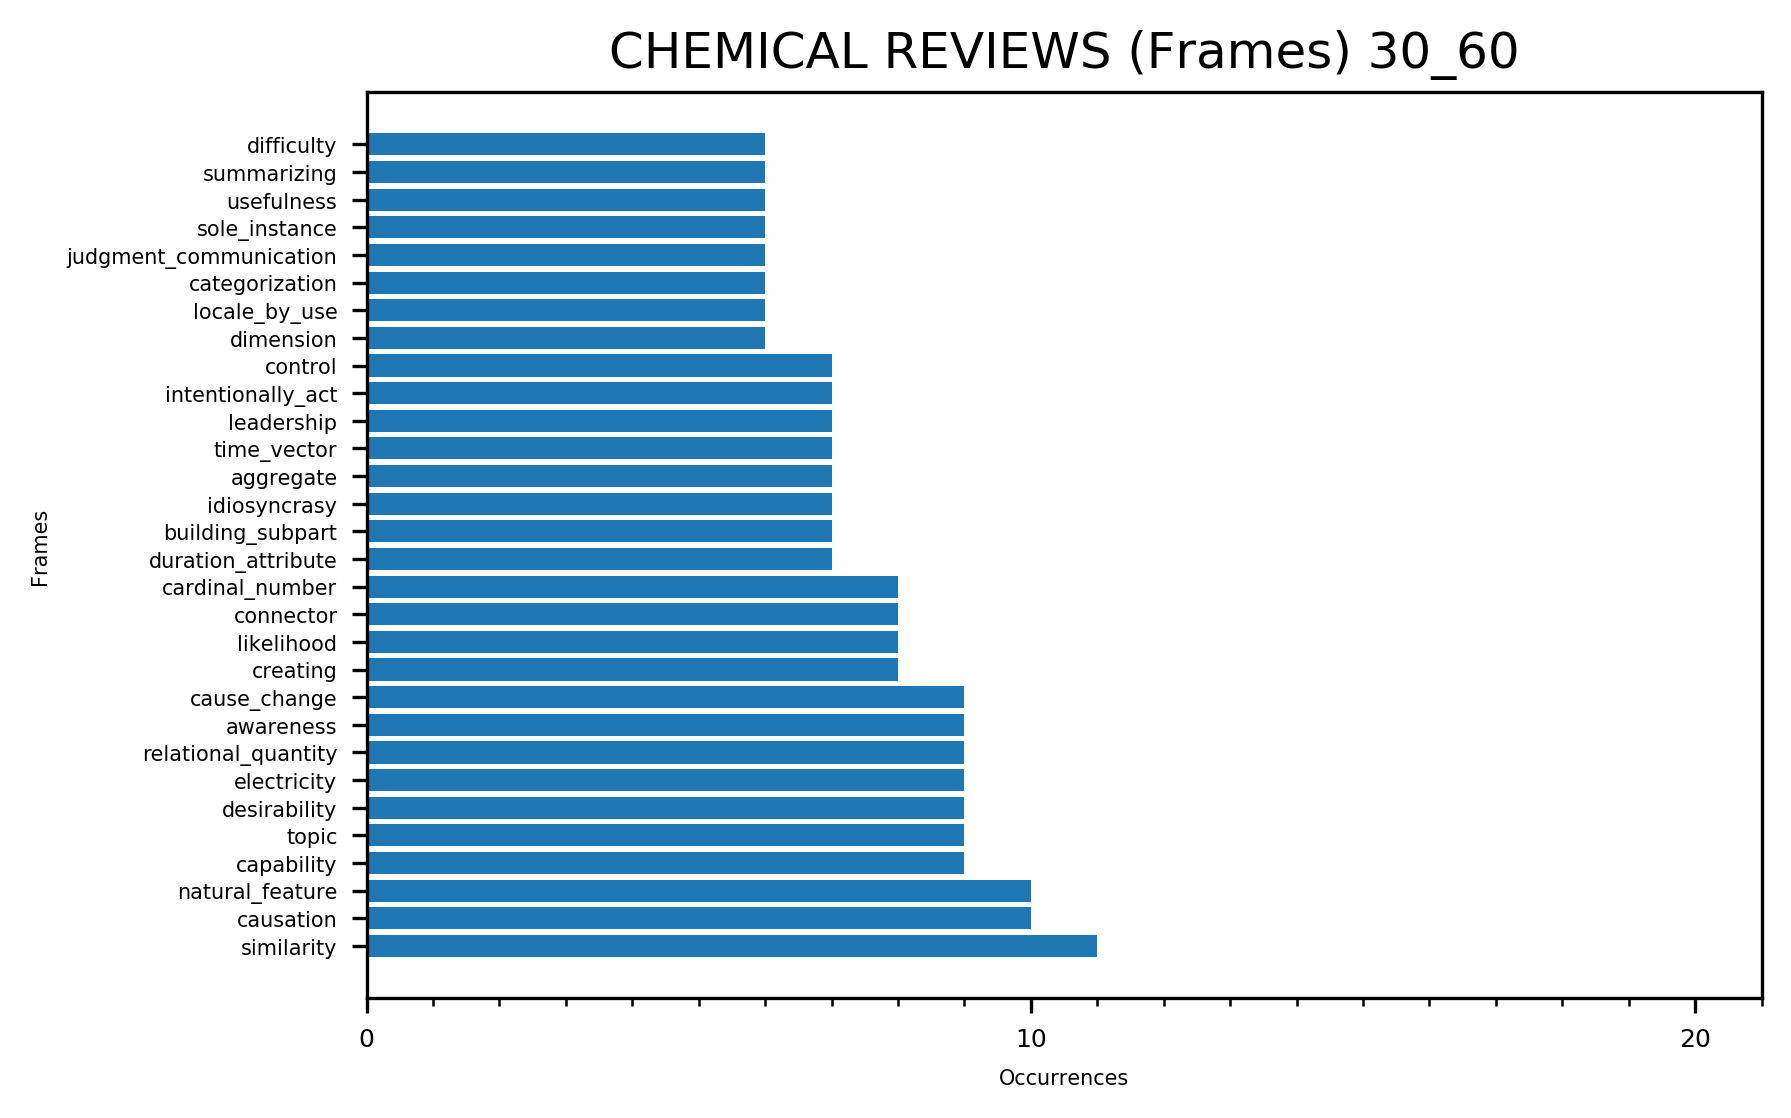 CHEMICAL REVIEWS (Frames) 30_60
difficulty
summarizing
usefulness
sole_instance
judgment_communication
categorization
locale_by_use
dimension
control
intentionally_act
leadership
time_vector
aggregate
idiosyncrasy
building_subpart
duration_attribute
cardinal_number
connector
likelihood
creating
cause_change
awareness
relational_quantity
electricity
desirability
topic
capability
natural_feature
causation
similarity
Frames
0 10 20
Occurrences